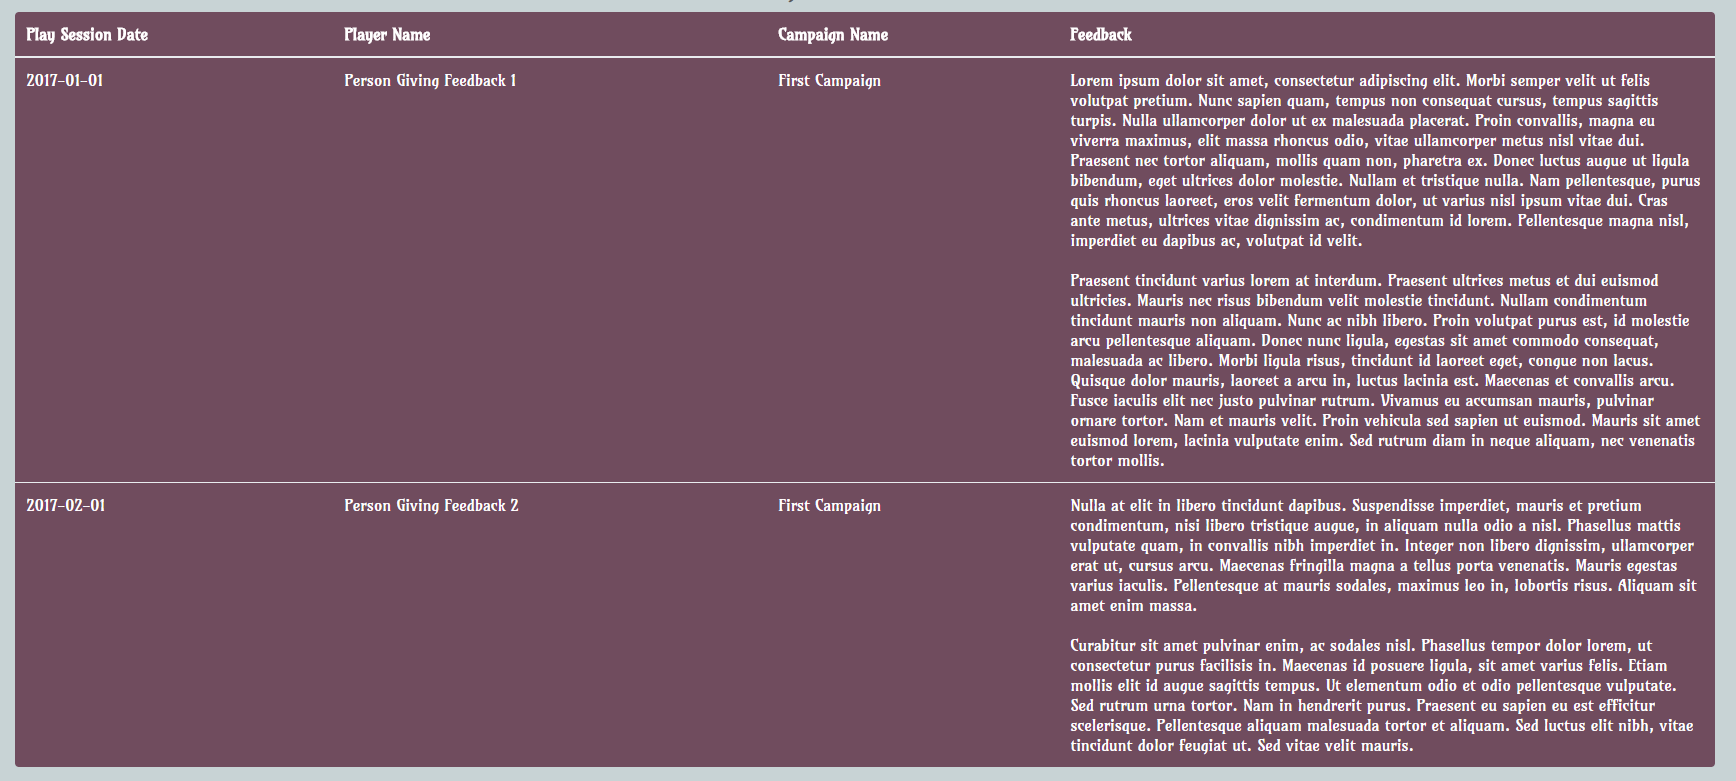 Play Session Date Player Name Campaign Name Feedback
2017-01-01 Person Giving Feedback 1 First Campaign Lorem ipsum dolor sit amet, consectetur adipiscing elit. Morbi semper velit ut felis
volutpat pretium. Nunc sapien quam, tempus non consequat cursus, tempus sagittis
turpis. Nulla ullamcorper dolor ut ex malesuada placerat. Proin convallis, magna eu
viverra maximus, elit massa rhoncus odio, vitae ullamcorper metus nisl vitae dui.
Praesent nec tortor aliquam, mollis quam non, pharetra ex. Donec luctus augue ut ligula
bibendum, eget ultrices dolor molestie. Nullam et tristique nulla. Nam pellentesque, purus
quis rhoncus laoreet, eros velit fermentum dolor, ut varius nisl ipsum vitae dui. Cras
ante metus, ultrices vitae dignissim ac, condimentum id lorem. Pellentesque magna nisl,
imperdiet eu dapibus ac, volutpat id velit.
Praesent tincidunt varius lorem at interdum. Praesent ultrices metus et dui euismod
ultricies. Mauris nec risus bibendum velit molestie tincidunt. Nullam condimentum
tincidunt mauris non aliquam. Nunc ac nibh libero. Proin volutpat purus est, id molestie
arcu pellentesque aliquam. Donec nunc ligula, egestas sit amet commodo consequat,
malesuada ac libero. Morbi ligula risus, tincidunt id laoreet eget, congue non lacus.
Quisque dolor mauris, laoreet a arcu in, luctus lacinia est. Maecenas et convallis arcu.
Fusce iaculis elit nec justo pulvinar rutrum. Vivamus eu accumsan mauris, pulvinar
ornare tortor. Nam et mauris velit. Proin vehicula sed sapien ut euismod. Mauris sit amet
euismod lorem, lacinia vulputate enim. Sed rutrum diam in neque aliquam, nec venenatis
tortor mollis.
2017-02-01 Person Giving Feedback 2 First Campaign Nulla at elit in libero tincidunt dapibus. Suspendisse imperdiet, mauris et pretium
condimentum, nisi libero tristique augue, in aliquam nulla odio a nisl. Phasellus mattis
vulputate quam, in convallis nibh imperdiet in. Integer non libero dignissim, ullamcorper
erat ut, cursus arcu. Maecenas fringilla magna a tellus porta venenatis. Mauris egestas
varius iaculis. Pellentesque at mauris sodales, maximus leo in, lobortis risus. Aliquam sit
amet enim massa.
Curabitur sit amet pulvinar enim, ac sodales nisl. Phasellus tempor dolor lorem, ut
consectetur purus facilisis in. Maecenas id posuere ligula, sit amet varius felis. Etiam
mollis elit id augue sagittis tempus. Ut elementum odio et odio pellentesque vulputate.
Sed rutrum urna tortor. Nam in hendrerit purus. Praesent eu sapien eu est efficitur
scelerisque. Pellentesque aliquam malesuada tortor et aliquam. Sed luctus elit nibh, vitae
tincidunt dolor feugiat ut. Sed vitae velit mauris.